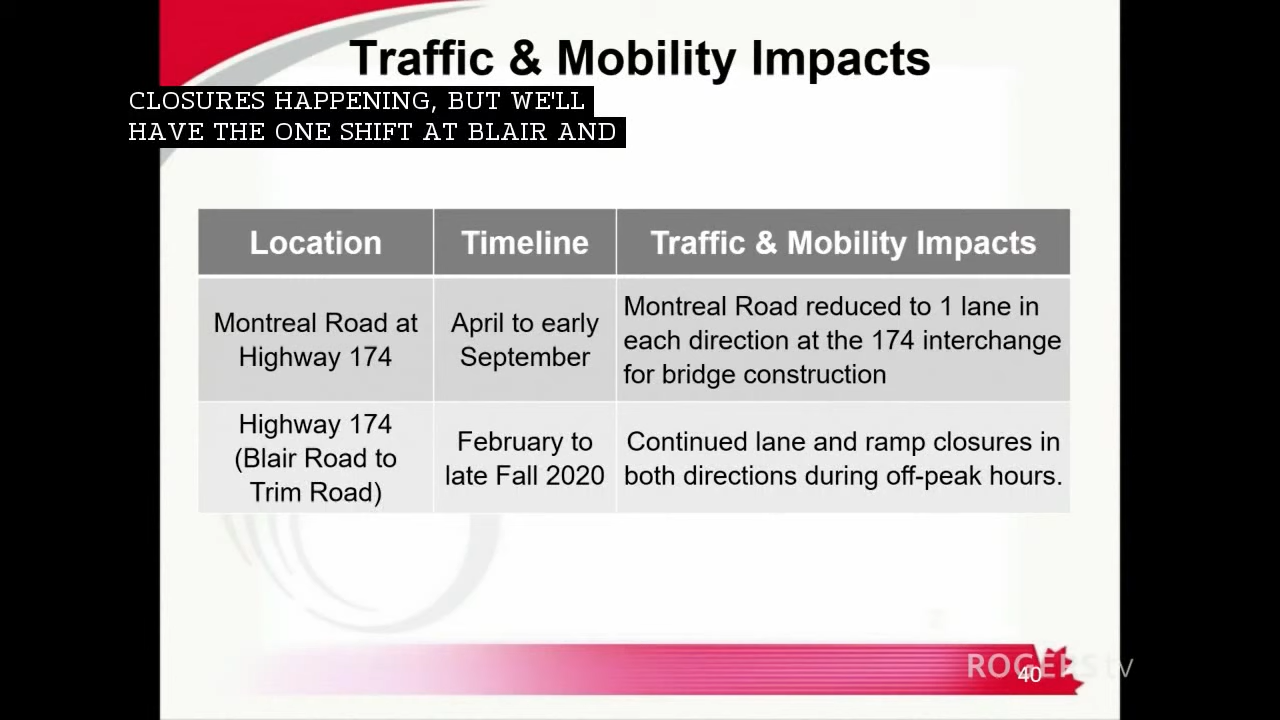 Traffic & Mobility Impacts
CLOSURES HAPPENING, BUT WE'LL
HAVE THE ONE SHIFT AT BLAIR AND
Location
Timeline
Traffic & Mobility Impacts
Montreal Road at
Highway 174
April to early
September
Montreal Road reduced to 1 lane in
each direction at the 174 interchange
for bridge construction
Highway 174
(Blair Road to
Trim Road)
February to
late Fall 2020
Continued lane and ramp closures in
both directions during off-peak hours.
ROGERS tv
40